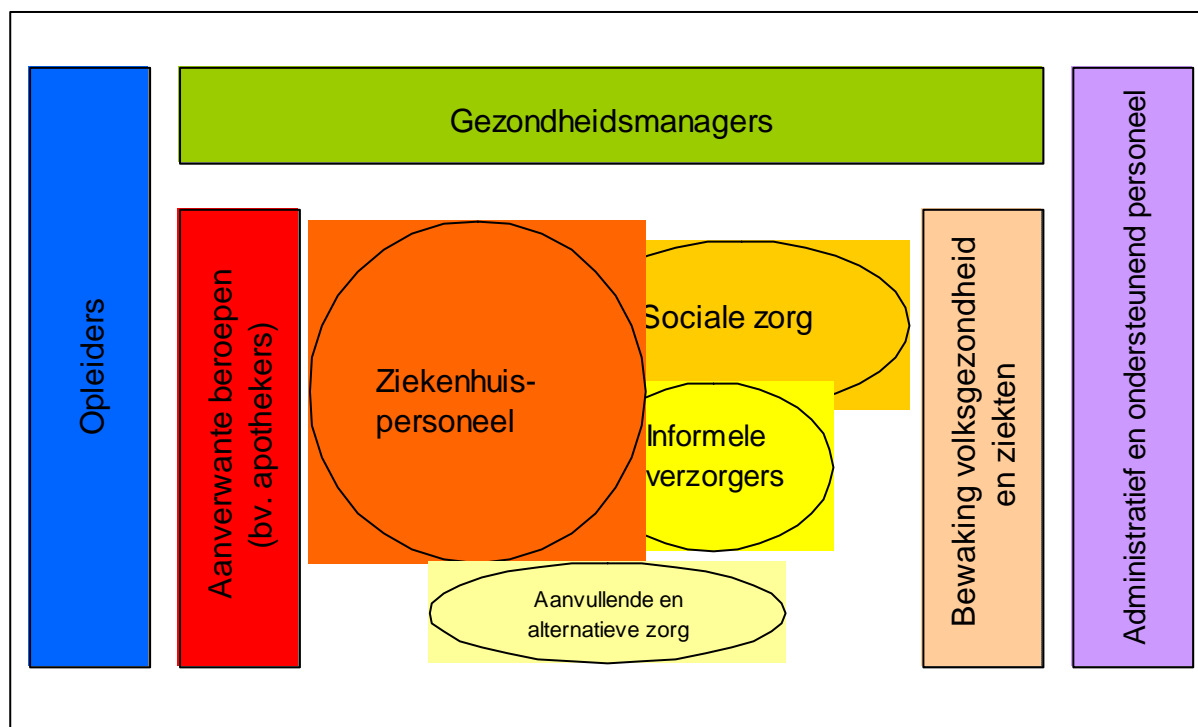 Opleiders
Gezondheidsmanagers
Administratief en ondersteunend personeel
Aanverwante beroepen
(bv. apothekers)
Ziekenhuis-
personeel
Sociale zorg
Informele
verzorgers
Aanvullende en
alternatieve zorg
Bewaking volksgezondheid
en ziekten